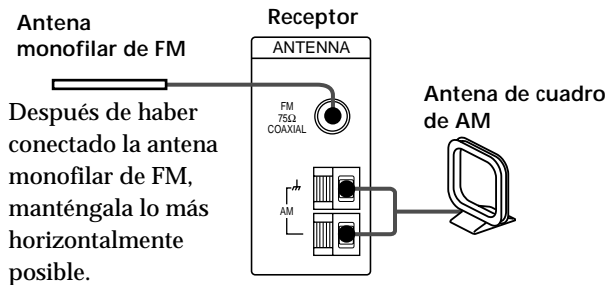 Antena
monofilar de FM
Receptor
ANTENNA
Después de haber
conectado la antena
monofilar de FM,
manténgala lo más
horizontalmente
posible.
FM
75Ω
COAXIAL
AM
Antena de cuadro
de AM